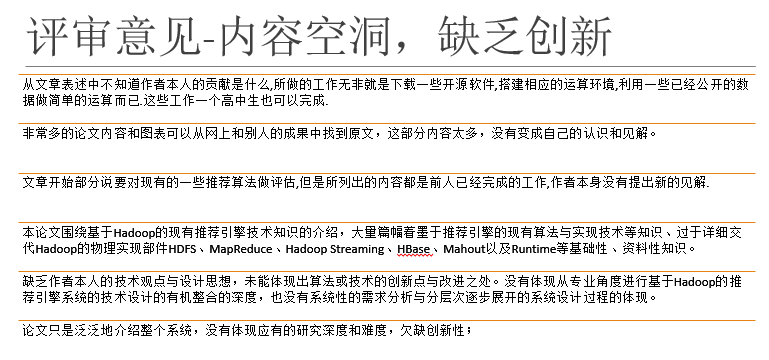 评审意见-内容空洞，缺乏创新
从文章表述中不知道作者本人的贡献是什么,所做的工作无非就是下载一些开源软件,搭建相应的运算环境,利用一些已经公开的数
据做简单的运算而已.这些工作一个高中生也可以完成.
非常多的论文内容和图表可以从网上和别人的成果中找到原文，这部分内容太多，没有变成自己的认识和见解。
文章开始部分说要对现有的一些推荐算法做评估,但是所列出的内容都是前人已经完成的工作,作者本身没有提出新的见解.
本论文围绕基于Hadoop的现有推荐引擎技术知识的介绍，大量篇幅着墨于推荐引擎的现有算法与实现技术等知识、过于详细交
代Hadoop的物理实现部件HDFS、MapReduce、Hadoop Streaming、HBase、Mahout以及Runtime等基础性、资料性知识。
缺乏作者本人的技术观点与设计思想，未能体现出算法或技术的创新点与改进之处。没有体现从专业角度进行基于Hadoop的推
荐引擎系统的技术设计的有机整合的深度，也没有系统性的需求分析与分层次逐步展开的系统设计过程的体现。
论文只是泛泛地介绍整个系统，没有体现应有的研究深度和难度，欠缺创新性；